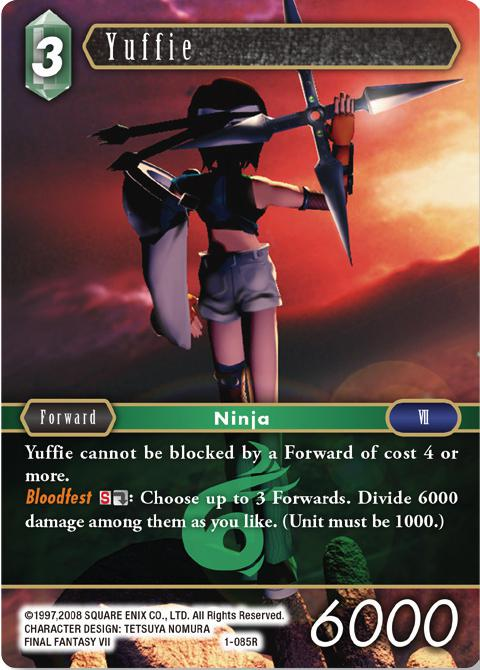 3
Yuffie
Forward
Ninja
VII
Yuffie cannot be blocked by a Forward of cost 4 or
more.
Bloodfest S: Choose up to 3 Forwards. Divide 6000
damage among them as you like. (Unit must be 1000.)
©1997,2008 SQUARE ENIX CO., LTD. All Rights Reserved.
CHARACTER DESIGN: TETSUYA NOMURA
FINAL FANTASY VII
1-085R
6000